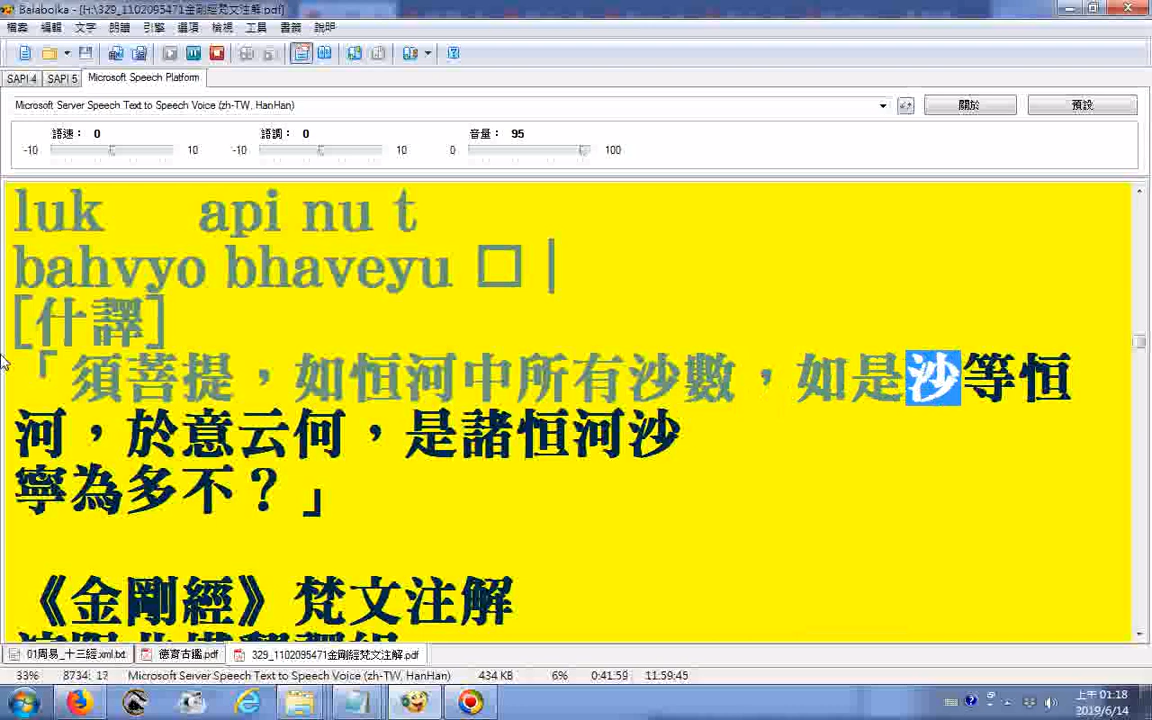 Balabolka - [H:\329_1102095471金剛經梵文注解.pdf]
檔案 編輯 文字 朗讀 引擎 選項 檢視 工具 書籤 說明
SAPI 4 SAPI 5 Microsoft Speech Platform
Microsoft Server Speech Text to Speech Voice (zh-TW, HanHan) 關於 預設
語速： 0 語調： 0 音量： 95
-10 10 -10 10 0 100
luk api nu t
bahvyo bhaveyu □ |
[什譯]
「須菩提，如恒河中所有沙數，如是沙等恒
河，於意云何，是諸恒河沙
寧為多不？」
《金剛經》梵文注解
01周易_十三經.xml.txt 德育古鑑.pdf 329_1102095471金剛經梵文注解.pdf
33% 8734: 17 Microsoft Server Speech Text to Speech Voice (zh-TW, HanHan) 434 KB 6% 0:41:59 11:59:45
上午 01:18
2019/6/14